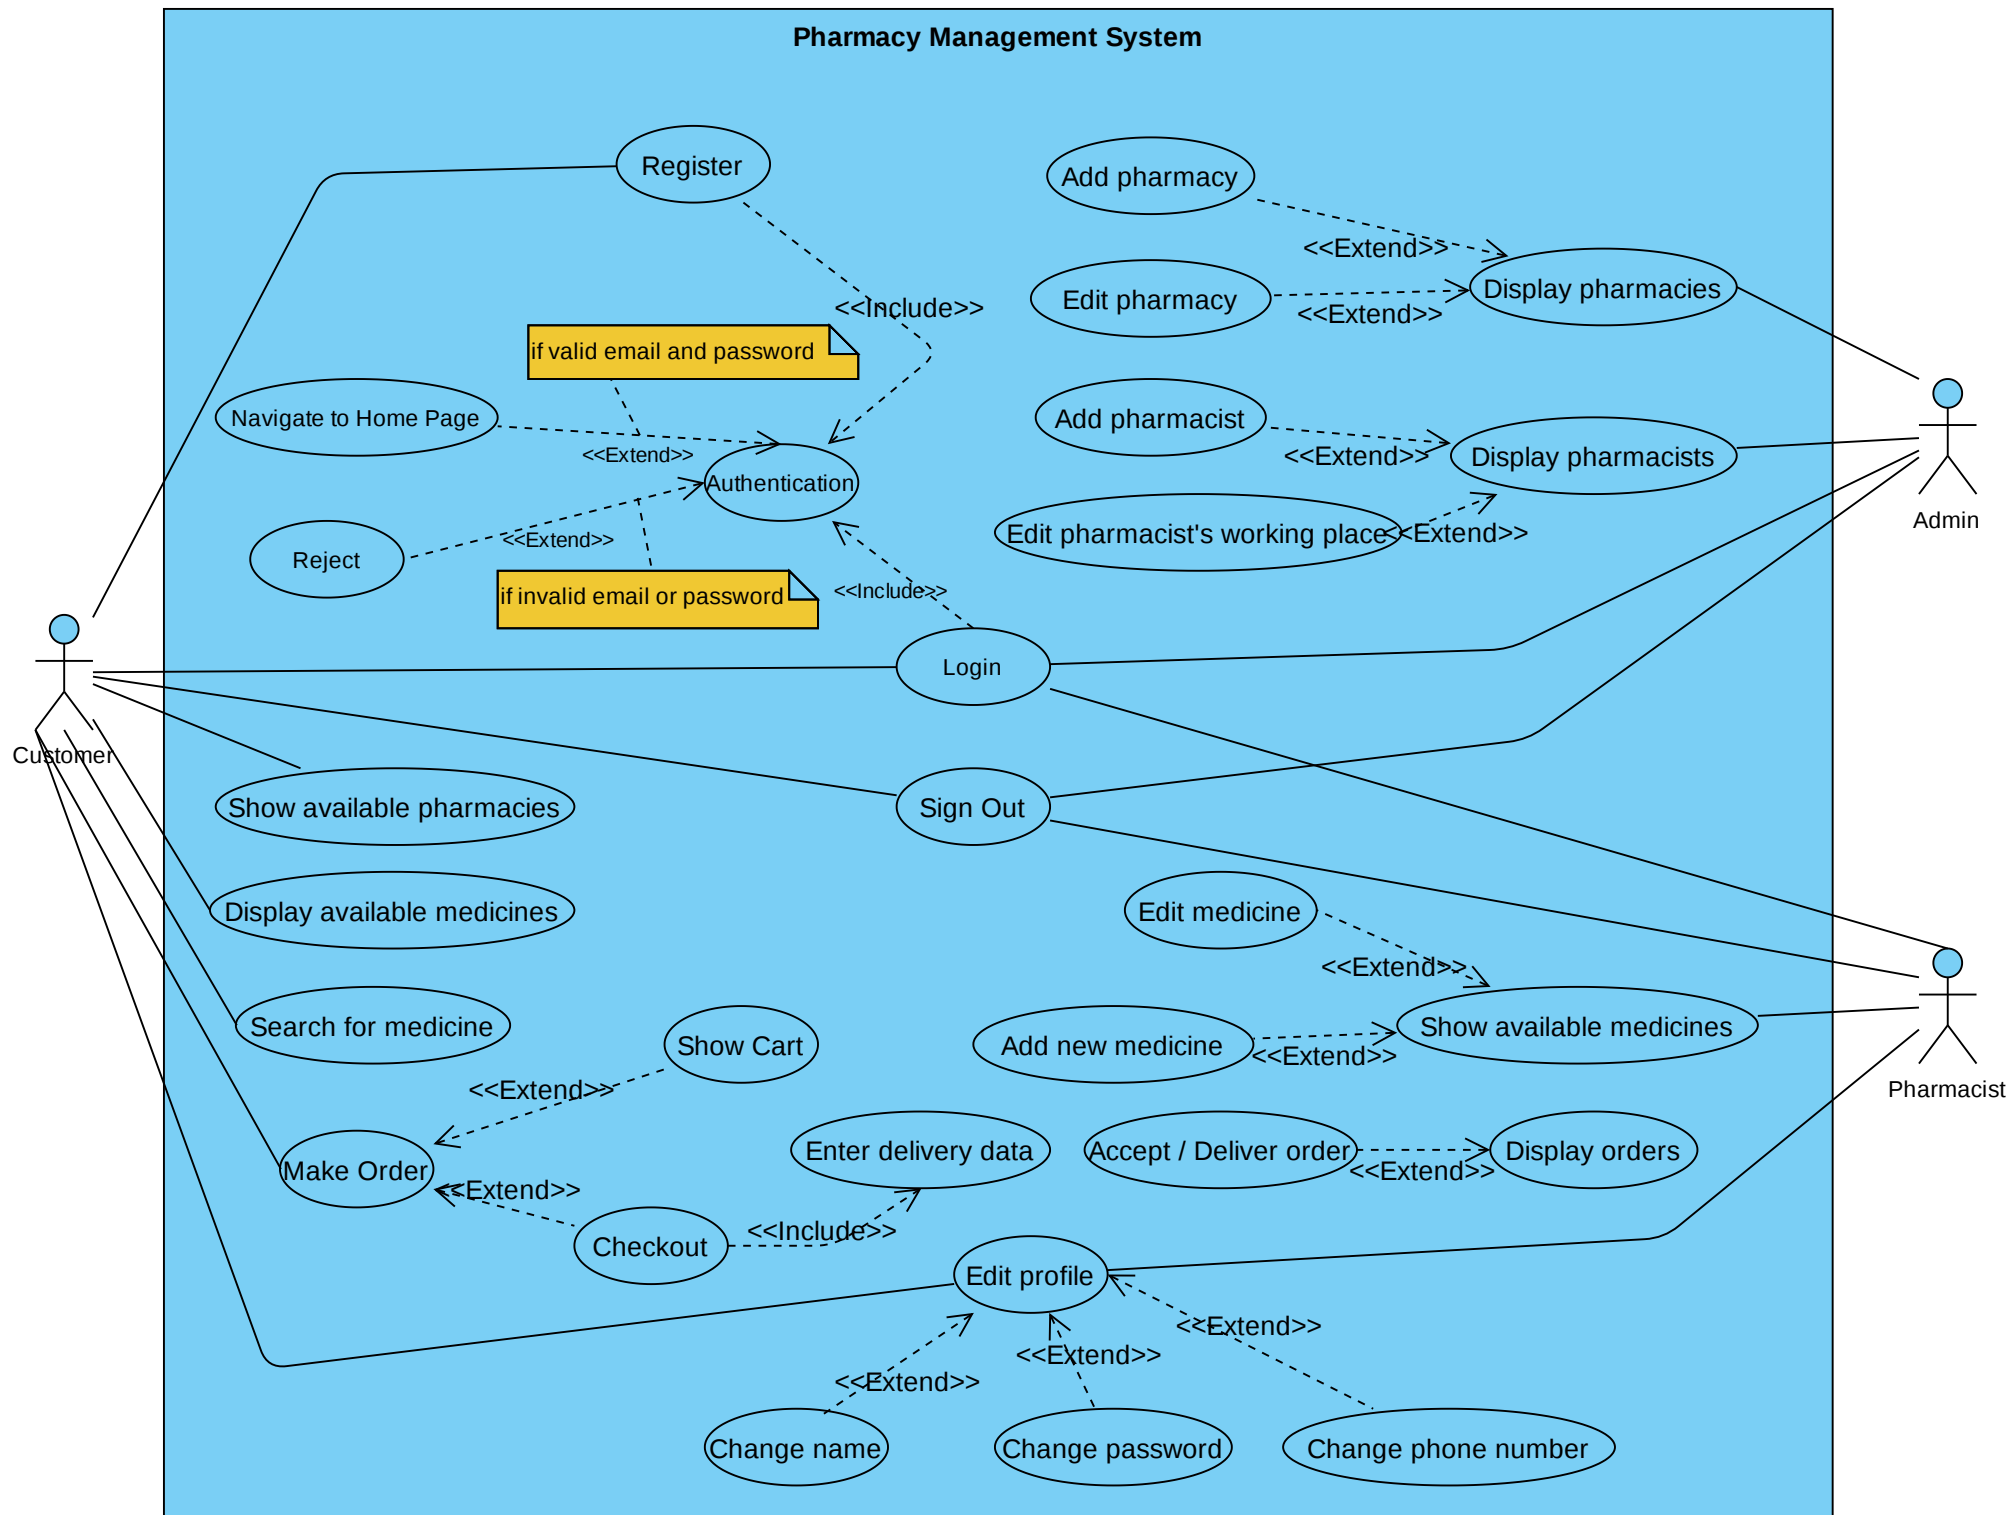 Pharmacy Management System
Register
Add pharmacy
<<Extend>>
Edit pharmacy
Display pharmacies
<<Include>>
<<Extend>>
if valid email and password
Navigate to Home Page
Add pharmacist
<<Extend>>
<<Extend>>
Display pharmacists
Authentication
Admin
<<Extend>>
Edit pharmacist's working place
<<Extend>>
Reject
if invalid email or password
<<Include>>
Login
Customer
Show available pharmacies
Sign Out
Display available medicines
Edit medicine
<<Extend>>
Search for medicine
Show Cart
Add new medicine
<<Extend>>
Show available medicines
Pharmacist
<<Extend>>
Enter delivery data
Accept / Deliver order
<<Extend>>
Display orders
Make Order
<<Extend>>
<<Include>>
Checkout
Edit profile
<<Extend>>
<<Extend>>
<<Extend>>
Change name
Change password
Change phone number